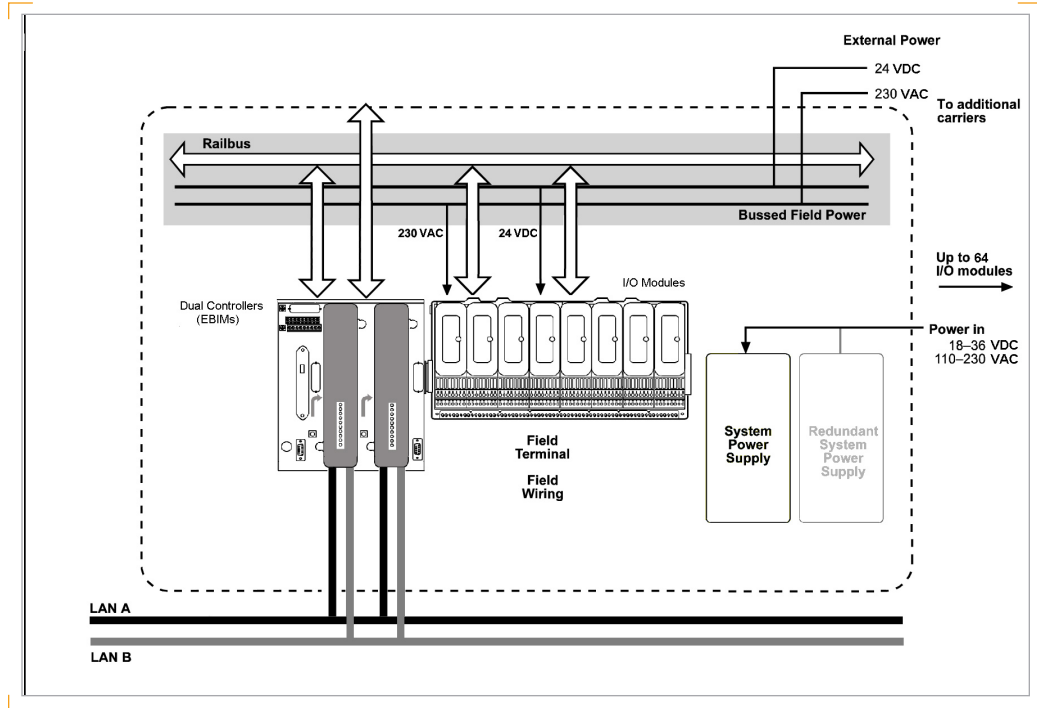 External Power
24 VDC
230 VAC
To additional
carriers
Railbus
Bussed Field Power
230 VAC
24 VDC
Up to 64
I/O modules
I/O Modules
Dual Controllers
(EBIMs)
Power in
18–36 VDC
110–230 VAC
System
Power
Supply
Redundant
System
Power
Supply
Field
Terminal
Field
Wiring
LAN A
LAN B